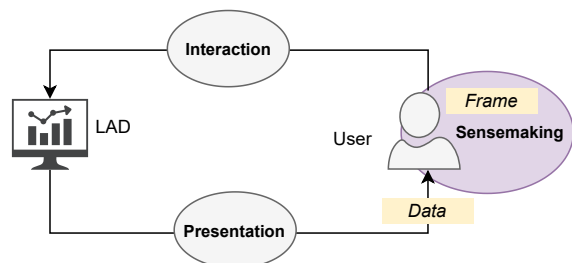 Interaction
Frame
LAD
User
Sensemaking
Data
Presentation